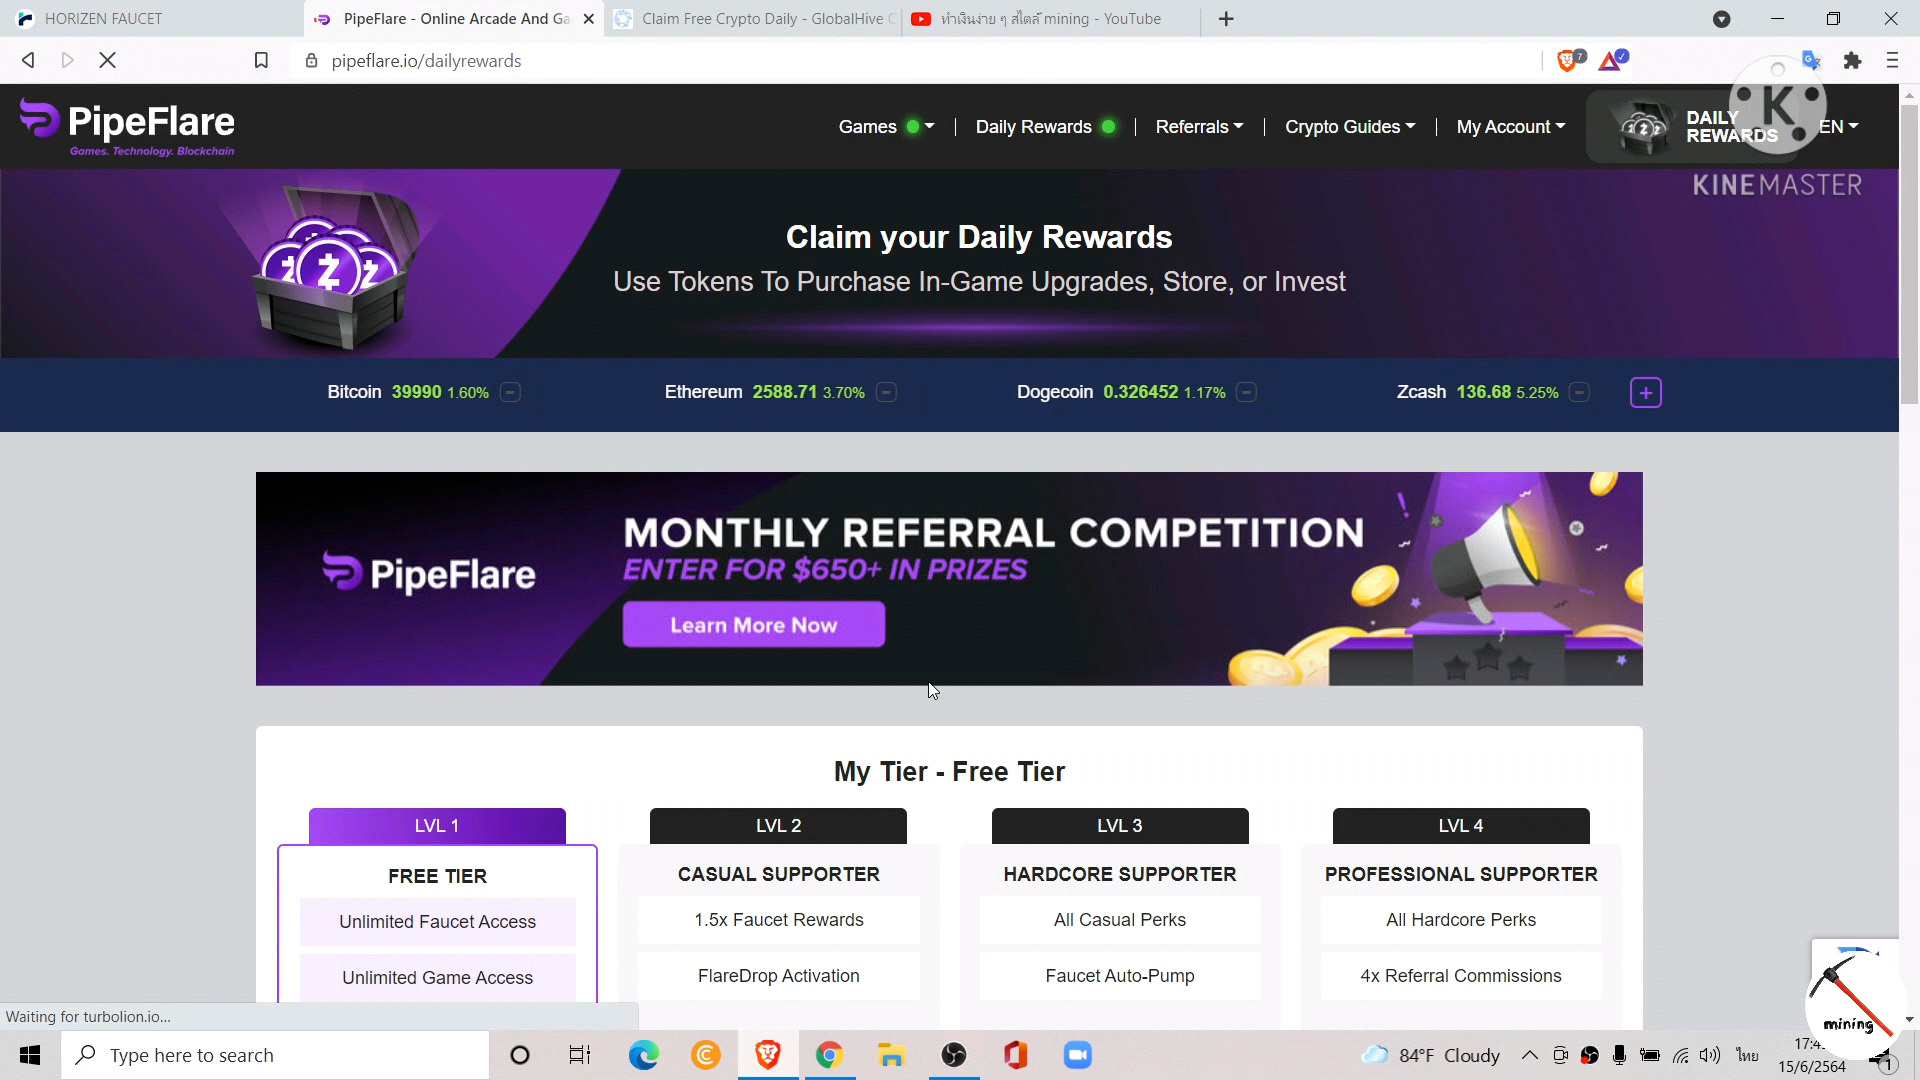 HORIZEN FAUCET
PipeFlare - Online Arcade And Ga
Claim Free Crypto Daily - GlobalHive
ทำเงินง่าย ๆ สไตล์ mining - YouTube
pipeflare.io/dailyrewards
7
PipeFlare
Games. Technology. Blockchain
Games
Daily Rewards
Referrals
Crypto Guides
My Account
DAILY REWARDS
EN
K
KINEMASTER
Claim your Daily Rewards
Use Tokens To Purchase In-Game Upgrades, Store, or Invest
Bitcoin 39990 1.60%
Ethereum 2588.71 3.70%
Dogecoin 0.326452 1.17%
Zcash 136.68 5.25%
PipeFlare
MONTHLY REFERRAL COMPETITION
ENTER FOR $650+ IN PRIZES
Learn More Now
My Tier - Free Tier
LVL 1
LVL 2
LVL 3
LVL 4
FREE TIER
CASUAL SUPPORTER
HARDCORE SUPPORTER
PROFESSIONAL SUPPORTER
Unlimited Faucet Access
1.5x Faucet Rewards
All Casual Perks
All Hardcore Perks
Unlimited Game Access
FlareDrop Activation
Faucet Auto-Pump
4x Referral Commissions
mining
Waiting for turbolion.io...
Type here to search
84°F Cloudy
ไทย
15/6/2564
1